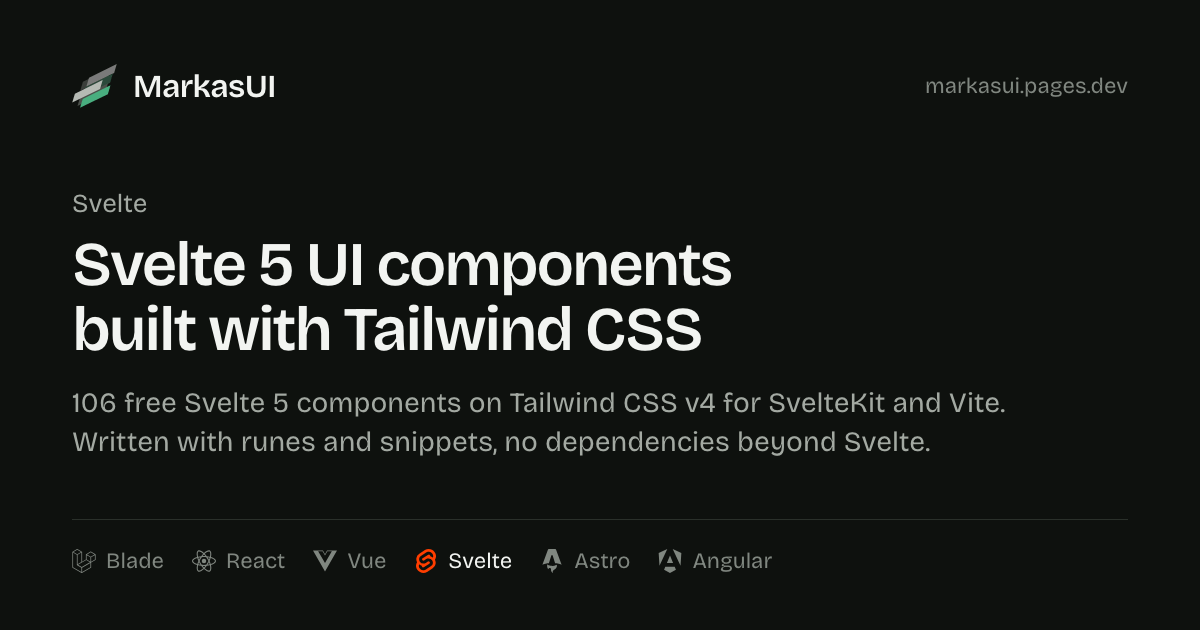 MarkasUI
markasui.pages.dev
Svelte
Svelte 5 UI components
built with Tailwind CSS
106 free Svelte 5 components on Tailwind CSS v4 for SvelteKit and Vite.
Written with runes and snippets, no dependencies beyond Svelte.
Blade React Vue Svelte Astro Angular